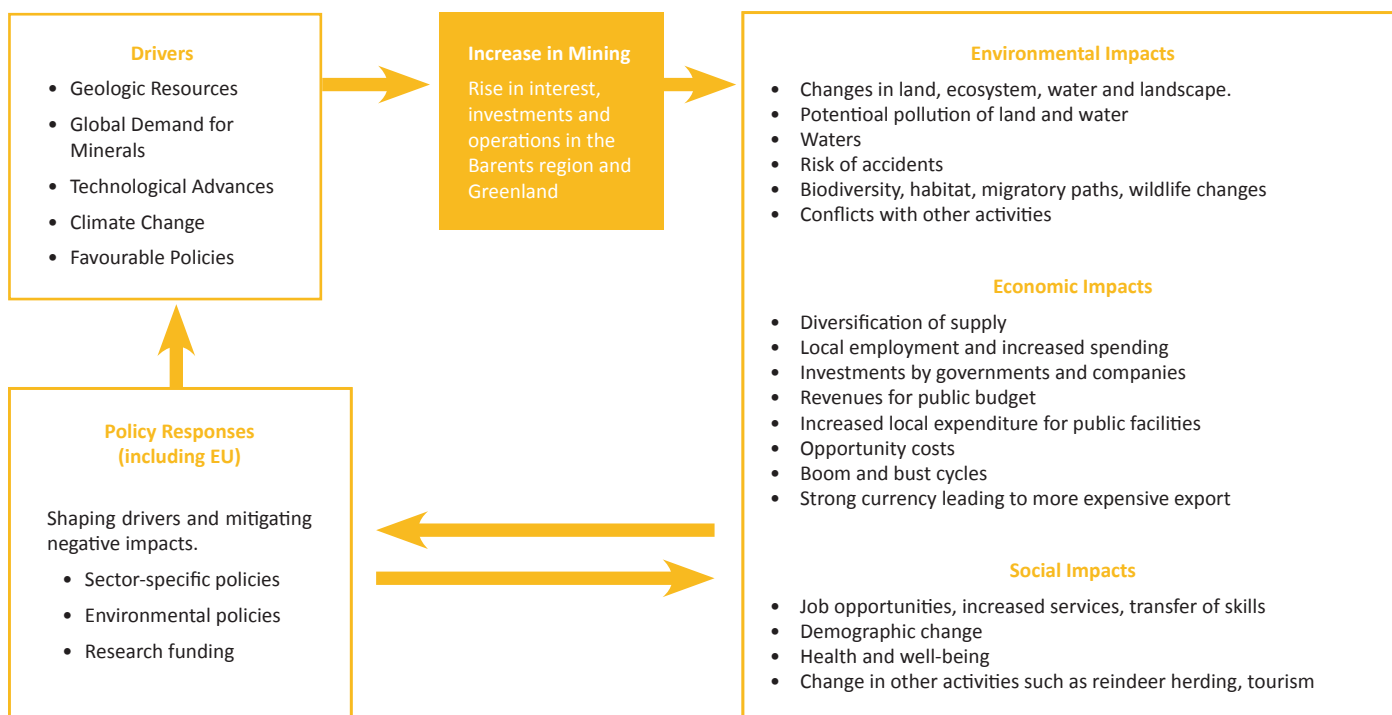 Drivers
• Geologic Resources
• Global Demand for
Minerals
• Technological Advances
• Climate Change
• Favourable Policies
Increase in Mining
Rise in interest,
investments and
operations in the
Barents region and
Greenland
Environmental Impacts
• Changes in land, ecosystem, water and landscape.
• Potentioal pollution of land and water
• Waters
• Risk of accidents
• Biodiversity, habitat, migratory paths, wildlife changes
• Conflicts with other activities
Economic Impacts
• Diversification of supply
• Local employment and increased spending
• Investments by governments and companies
• Revenues for public budget
• Increased local expenditure for public facilities
• Opportunity costs
• Boom and bust cycles
• Strong currency leading to more expensive export
Social Impacts
• Job opportunities, increased services, transfer of skills
• Demographic change
• Health and well-being
• Change in other activities such as reindeer herding, tourism
Policy Responses
(including EU)
Shaping drivers and mitigating
negative impacts.
• Sector-specific policies
• Environmental policies
• Research funding